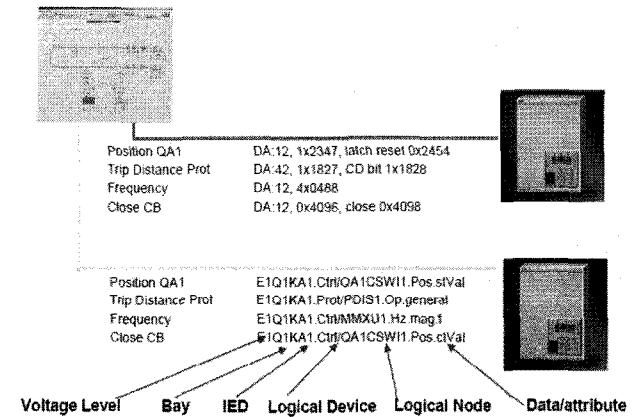 Position QA1 DA:12, 1x2347, latch reset 0x2454
Trip Distance Prot DA:42, 1x1827, CD bit 1x1828
Frequency DA:12, 4x0488
Close CB DA:12, 0x4096, close 0x4098
Position QA1 E1Q1KA1.Ctrl/QA1CSWI1.Pos.stVal
Trip Distance Prot E1Q1KA1.Prot/PDIS1.Op.general
Frequency E1Q1KA1.Ctrl/MMXU1.Hz.mag.f
Close CB E1Q1KA1.Ctrl/QA1CSWI1.Pos.ctVal
Voltage Level Bay IED Logical Device Logical Node Data/attribute